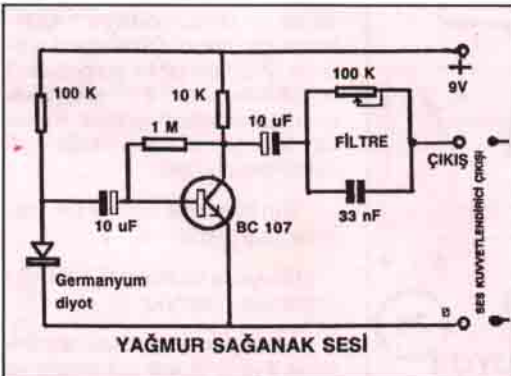 100 K
10 K
1 M
10 uF
10 uF
BC 107
Germanyum
diyot
100 K
FİLTRE
33 nF
+
9V
ÇIKIŞ
SES KUVVETLENDİRİCİ ÇIKIŞI
YAĞMUR SAĞANAK SESİ